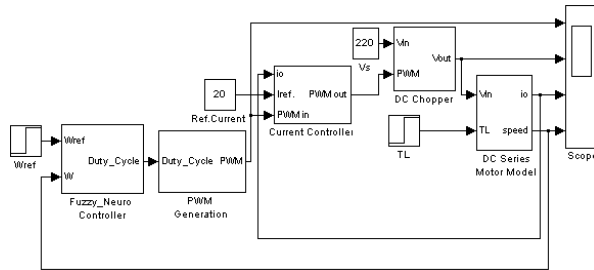 220
Vs
Vin
Vout
PWM
DC Chopper
20
Ref.Current
io
Iref.
PWM out
PWM in
Current Controller
Vin
io
TL
speed
DC Series
Motor Model
TL
Scope
Wref
Wref
Duty_Cycle
W
Fuzzy_Neuro
Controller
Duty_Cycle
PWM
PWM
Generation